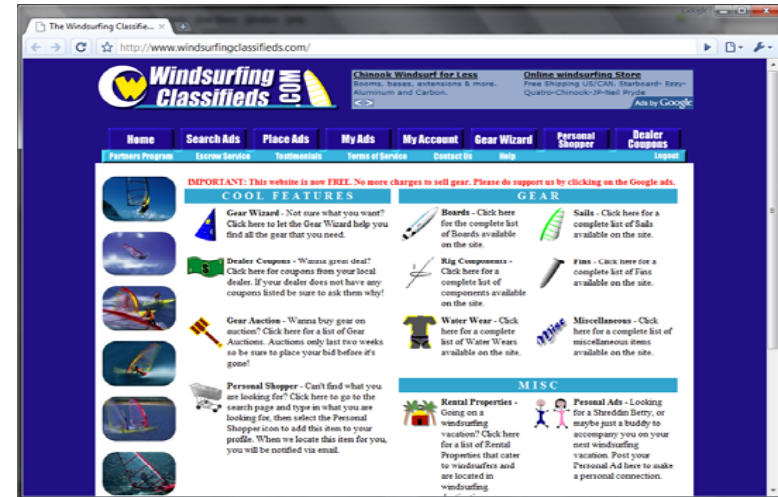 Google
The Windsurfing Classifie...
http://www.windsurfingclassifieds.com/
Windsurfing
Classifieds
.COM
Chinook Windsurf for Less
Booms, bases, extensions & more.
Aluminum and Carbon.
< >
Online windsurfing Store
Free Shipping US/CAN. Starboard- Ezzy-
Quatro-Chinook-JP-Neil Pryde
Ads by Google
Home Search Ads Place Ads My Ads My Account Gear Wizard Personal Shopper Dealer Coupons
Partners Program Escrow Service Testimonials Terms of Service Contact Us Help Logout
IMPORTANT: This website is now FREE. No more charges to sell gear. Please do support us by clicking on the Google ads.
COOL FEATURES
Gear Wizard - Not sure what you want?
Click here to let the Gear Wizard help you
find all the gear that you need.
$
Dealer Coupons - Wanna great deal?
Click here for coupons from your local
dealer. If your dealer does not have any
coupons listed be sure to ask them why!
Gear Auction - Wanna buy gear on
auction? Click here for a list of Gear
Auctions. Auctions only last two weeks
so be sure to place your bid before it's
gone!
Personal Shopper - Can't find what you
are looking for? Click here to go to the
search page and type in what you are
looking for, then select the Personal
Shopper icon to add this item to your
profile. When we locate this item for you,
you will be notified via email.
GEAR
Boards - Click here
for the complete list
of Boards available
on the site.
Sails - Click here for a
complete list of Sails
available on the site.
Rig Components -
Click here for a
complete list of
components available
on the site.
Fins - Click here for a
complete list of Fins
available on the site.
Water Wear - Click
here for a complete
list of Water Wears
available on the site.
Misc
Miscellaneous - Click
here for a complete list of
miscellaneous items
available on the site.
MISC
Rental Properties -
Going on a
windsurfing
vacation? Click here
for a list of Rental
Properties that cater
to windsurfers and
are located in
windsurfing
Pesonal Ads - Looking
for a Shreddin Betty, or
maybe just a buddy to
accompany you on your
next windsurfing
vacation. Post your
Personal Ad here to make
a personal connection.